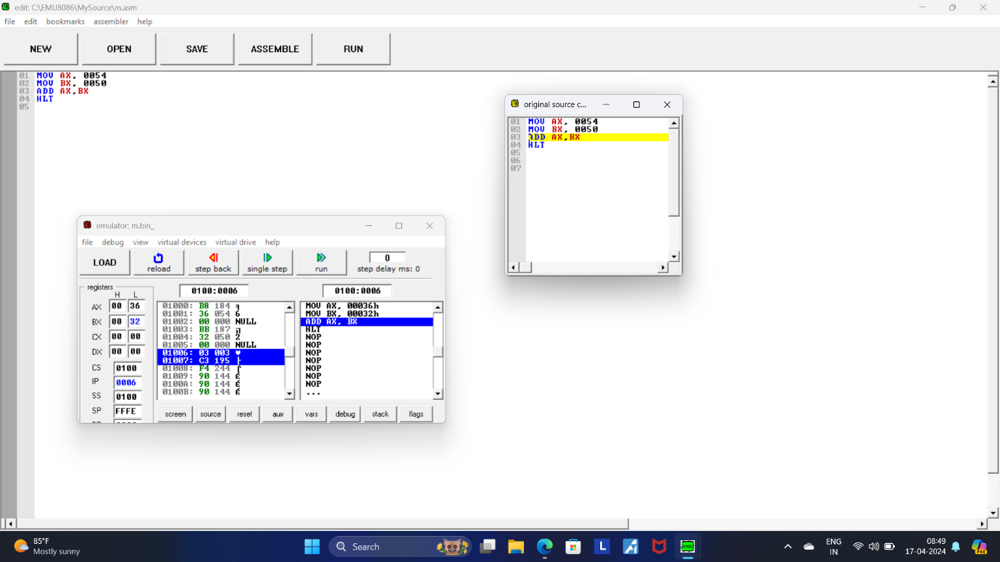 edit: C:\EMU8086\MySource\m.asm
file edit bookmarks assembler help
NEW OPEN SAVE ASSEMBLE RUN
01 MOV AX, 0054
02 MOV BX, 0050
03 ADD AX,BX
04 HLT
05
original source c...
01 MOV AX, 0054
02 MOV BX, 0050
03 ADD AX,BX
04 HLT
05
06
07
emulator: m.bin_
file debug view virtual devices virtual drive help
LOAD reload step back single step run 0 step delay ms: 0
registers
H L
AX 00 36
BX 00 32
CX 00 00
DX 00 00
CS 0100
IP 0006
SS 0100
SP FFFE
0100:0006
01000: B8 184 ╕
01001: 36 054 6
01002: 00 000 NULL
01003: BB 187 ╗
01004: 32 050 2
01005: 00 000 NULL
01006: 03 003 ♥
01007: C3 195 ├
01008: F4 244 ⌠
01009: 90 144 É
0100A: 90 144 É
0100B: 90 144 É
0100:0006
MOV AX, 00036h
MOV BX, 00032h
ADD AX, BX
HLT
NOP
NOP
NOP
NOP
NOP
NOP
NOP
...
screen source reset aux vars debug stack flags
85°F
Mostly sunny
Search
L
ENG
IN
08:49
17-04-2024
PRE